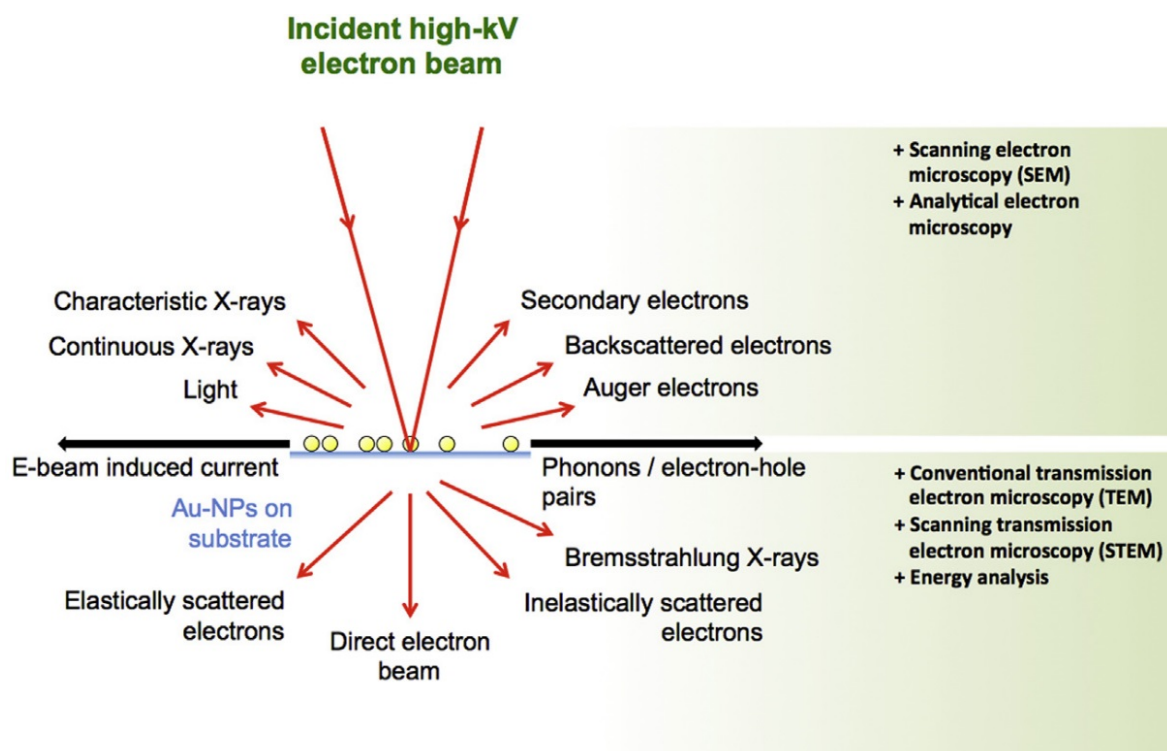 Incident high-kV
electron beam
+ Scanning electron
microscopy (SEM)
+ Analytical electron
microscopy
Characteristic X-rays
Secondary electrons
Continuous X-rays
Backscattered electrons
Light
Auger electrons
E-beam induced current
Phonons / electron-hole
pairs
Au-NPs on
substrate
+ Conventional transmission
electron microscopy (TEM)
+ Scanning transmission
electron microscopy (STEM)
+ Energy analysis
Bremsstrahlung X-rays
Elastically scattered
electrons
Inelastically scattered
electrons
Direct electron
beam